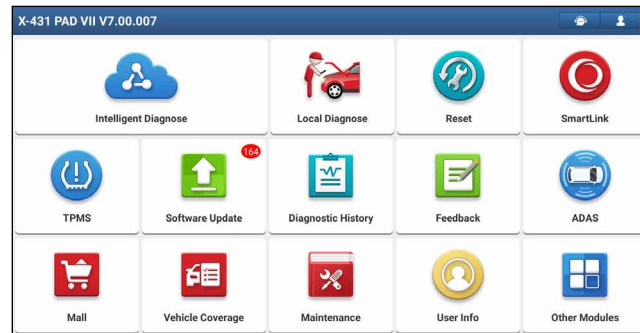 X-431 PAD VII V7.00.007
Intelligent Diagnose
Local Diagnose
Reset
SmartLink
164
TPMS
Software Update
Diagnostic History
Feedback
ADAS
Mall
Vehicle Coverage
Maintenance
User Info
Other Modules